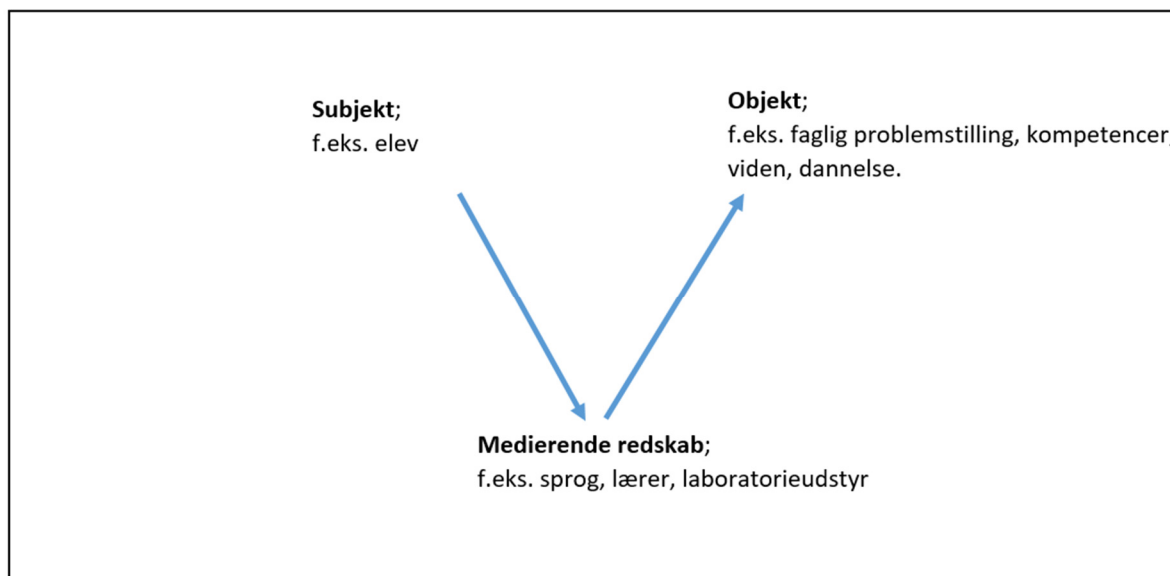 Subjekt;
f.eks. elev
Objekt;
f.eks. faglig problemstilling, kompetencer,
viden, dannelse.
Medierende redskab;
f.eks. sprog, lærer, laboratorieudstyr